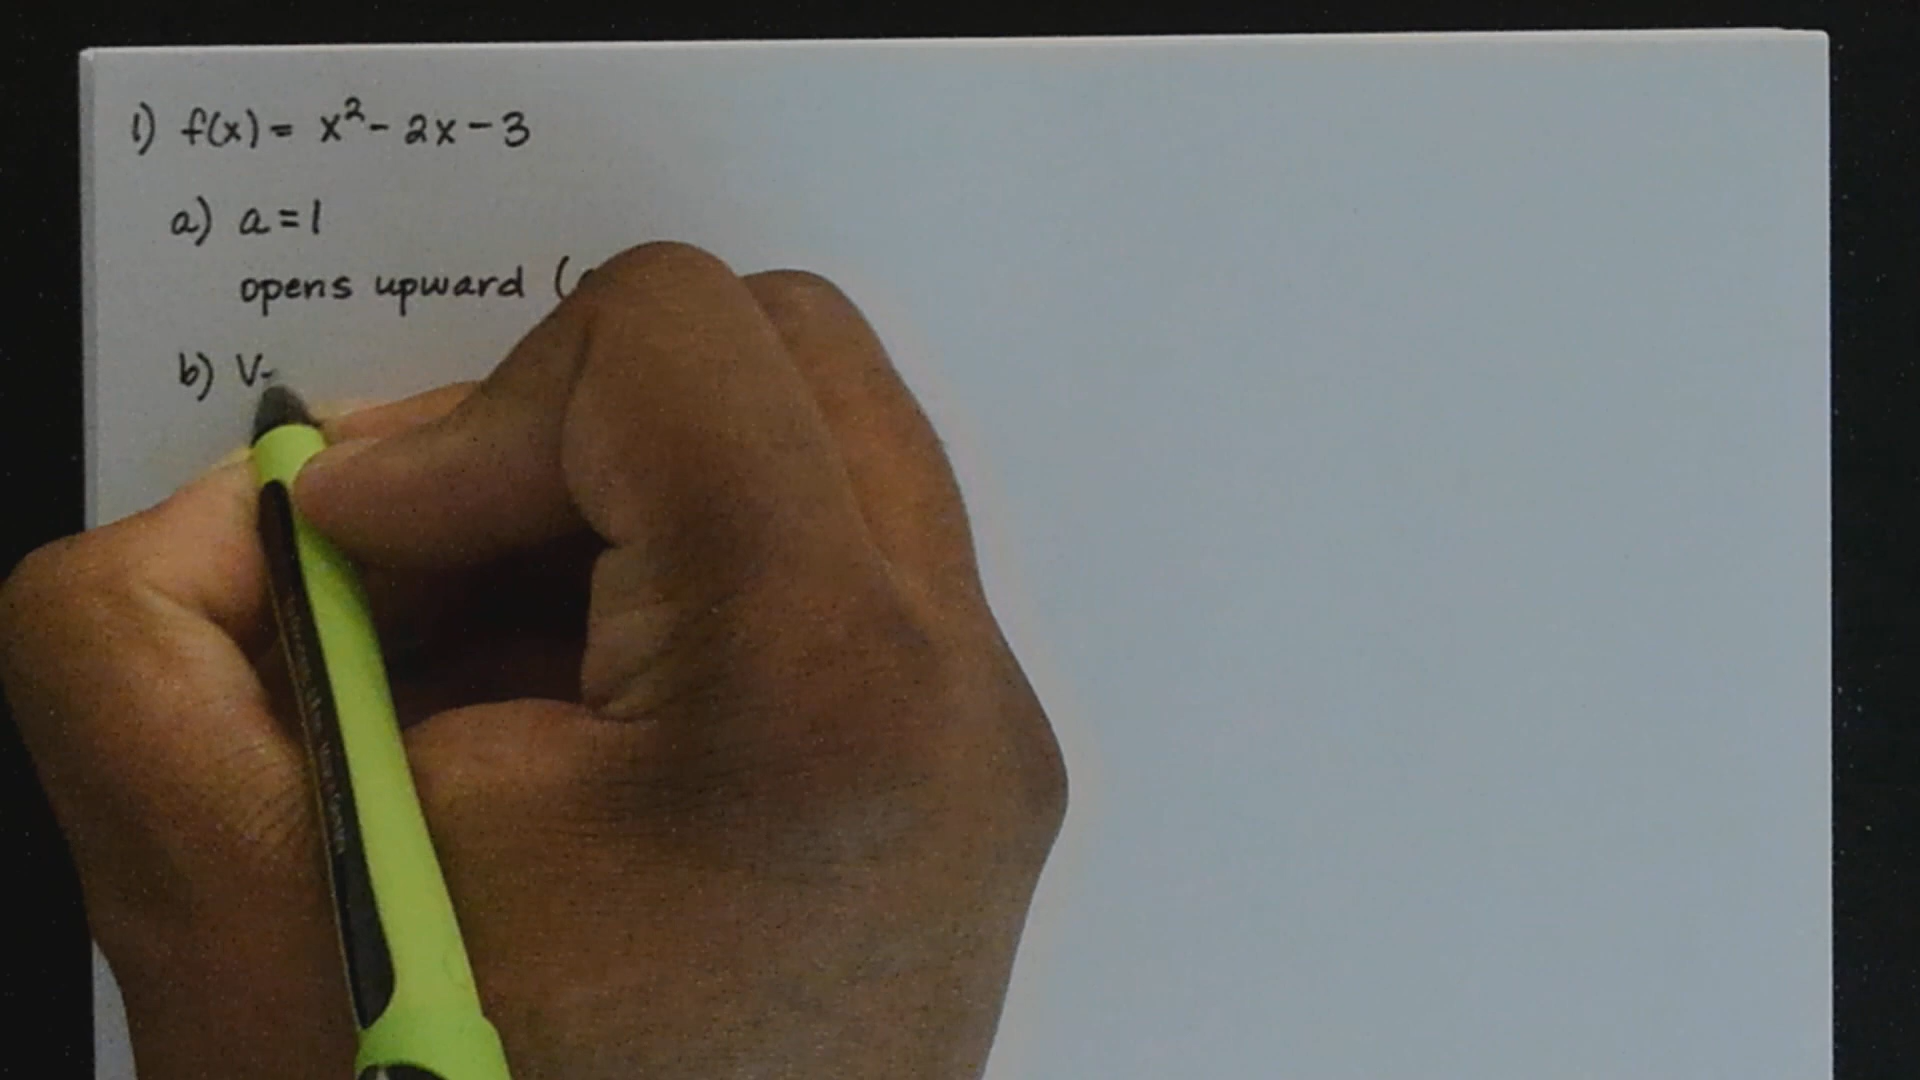 1) f(x) = x² - 2x - 3
a) a = 1
opens upward (
b) V-